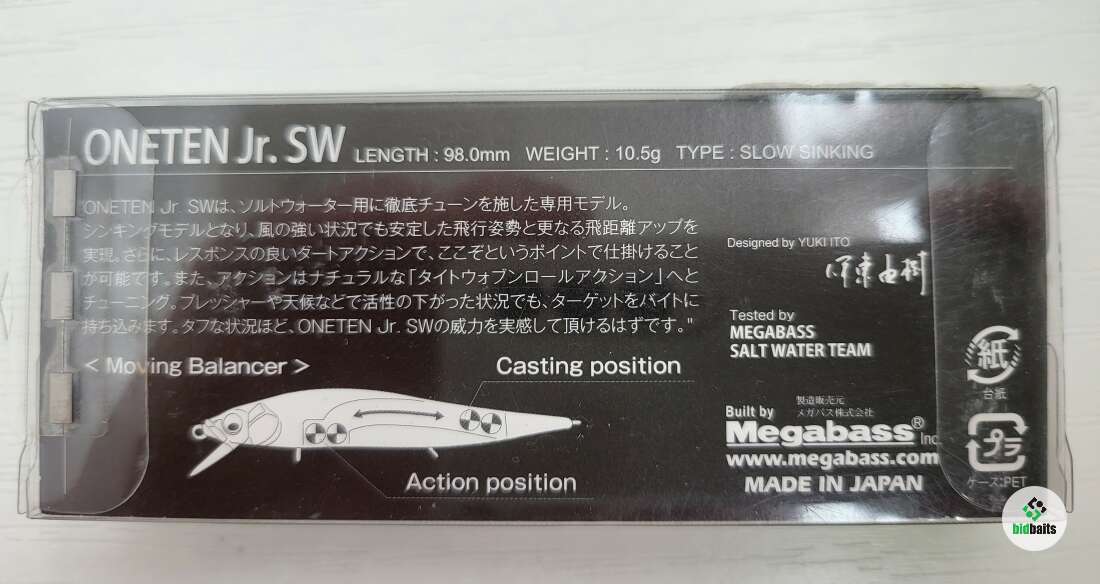 ONETEN Jr. SW LENGTH : 98.0mm WEIGHT : 10.5g TYPE : SLOW SINKING
"ONETEN Jr. SWは、ソルトウォーター用に徹底チューンを施した専用モデル。
シンキングモデルとなり、風の強い状況でも安定した飛行姿勢と更なる飛距離アップを
実現。さらに、レスポンスの良いダートアクションで、ここぞというポイントで仕掛けること
が可能です。また、アクションはナチュラルな「タイトウォブンロールアクション」へと
チューニング。プレッシャーや天候などで活性の下がった状況でも、ターゲットをバイトに
持ち込みます。タフな状況ほど、ONETEN Jr. SWの威力を実感して頂けるはずです。"
< Moving Balancer >
Casting position
Action position
Designed by YUKI ITO
伊東由樹
Tested by
MEGABASS
SALT WATER TEAM
製造販売元
Built by メガバス株式会社
Megabass® Inc.
www.megabass.com
MADE IN JAPAN
紙
台紙
プラ
ケース:PET
bidbaits